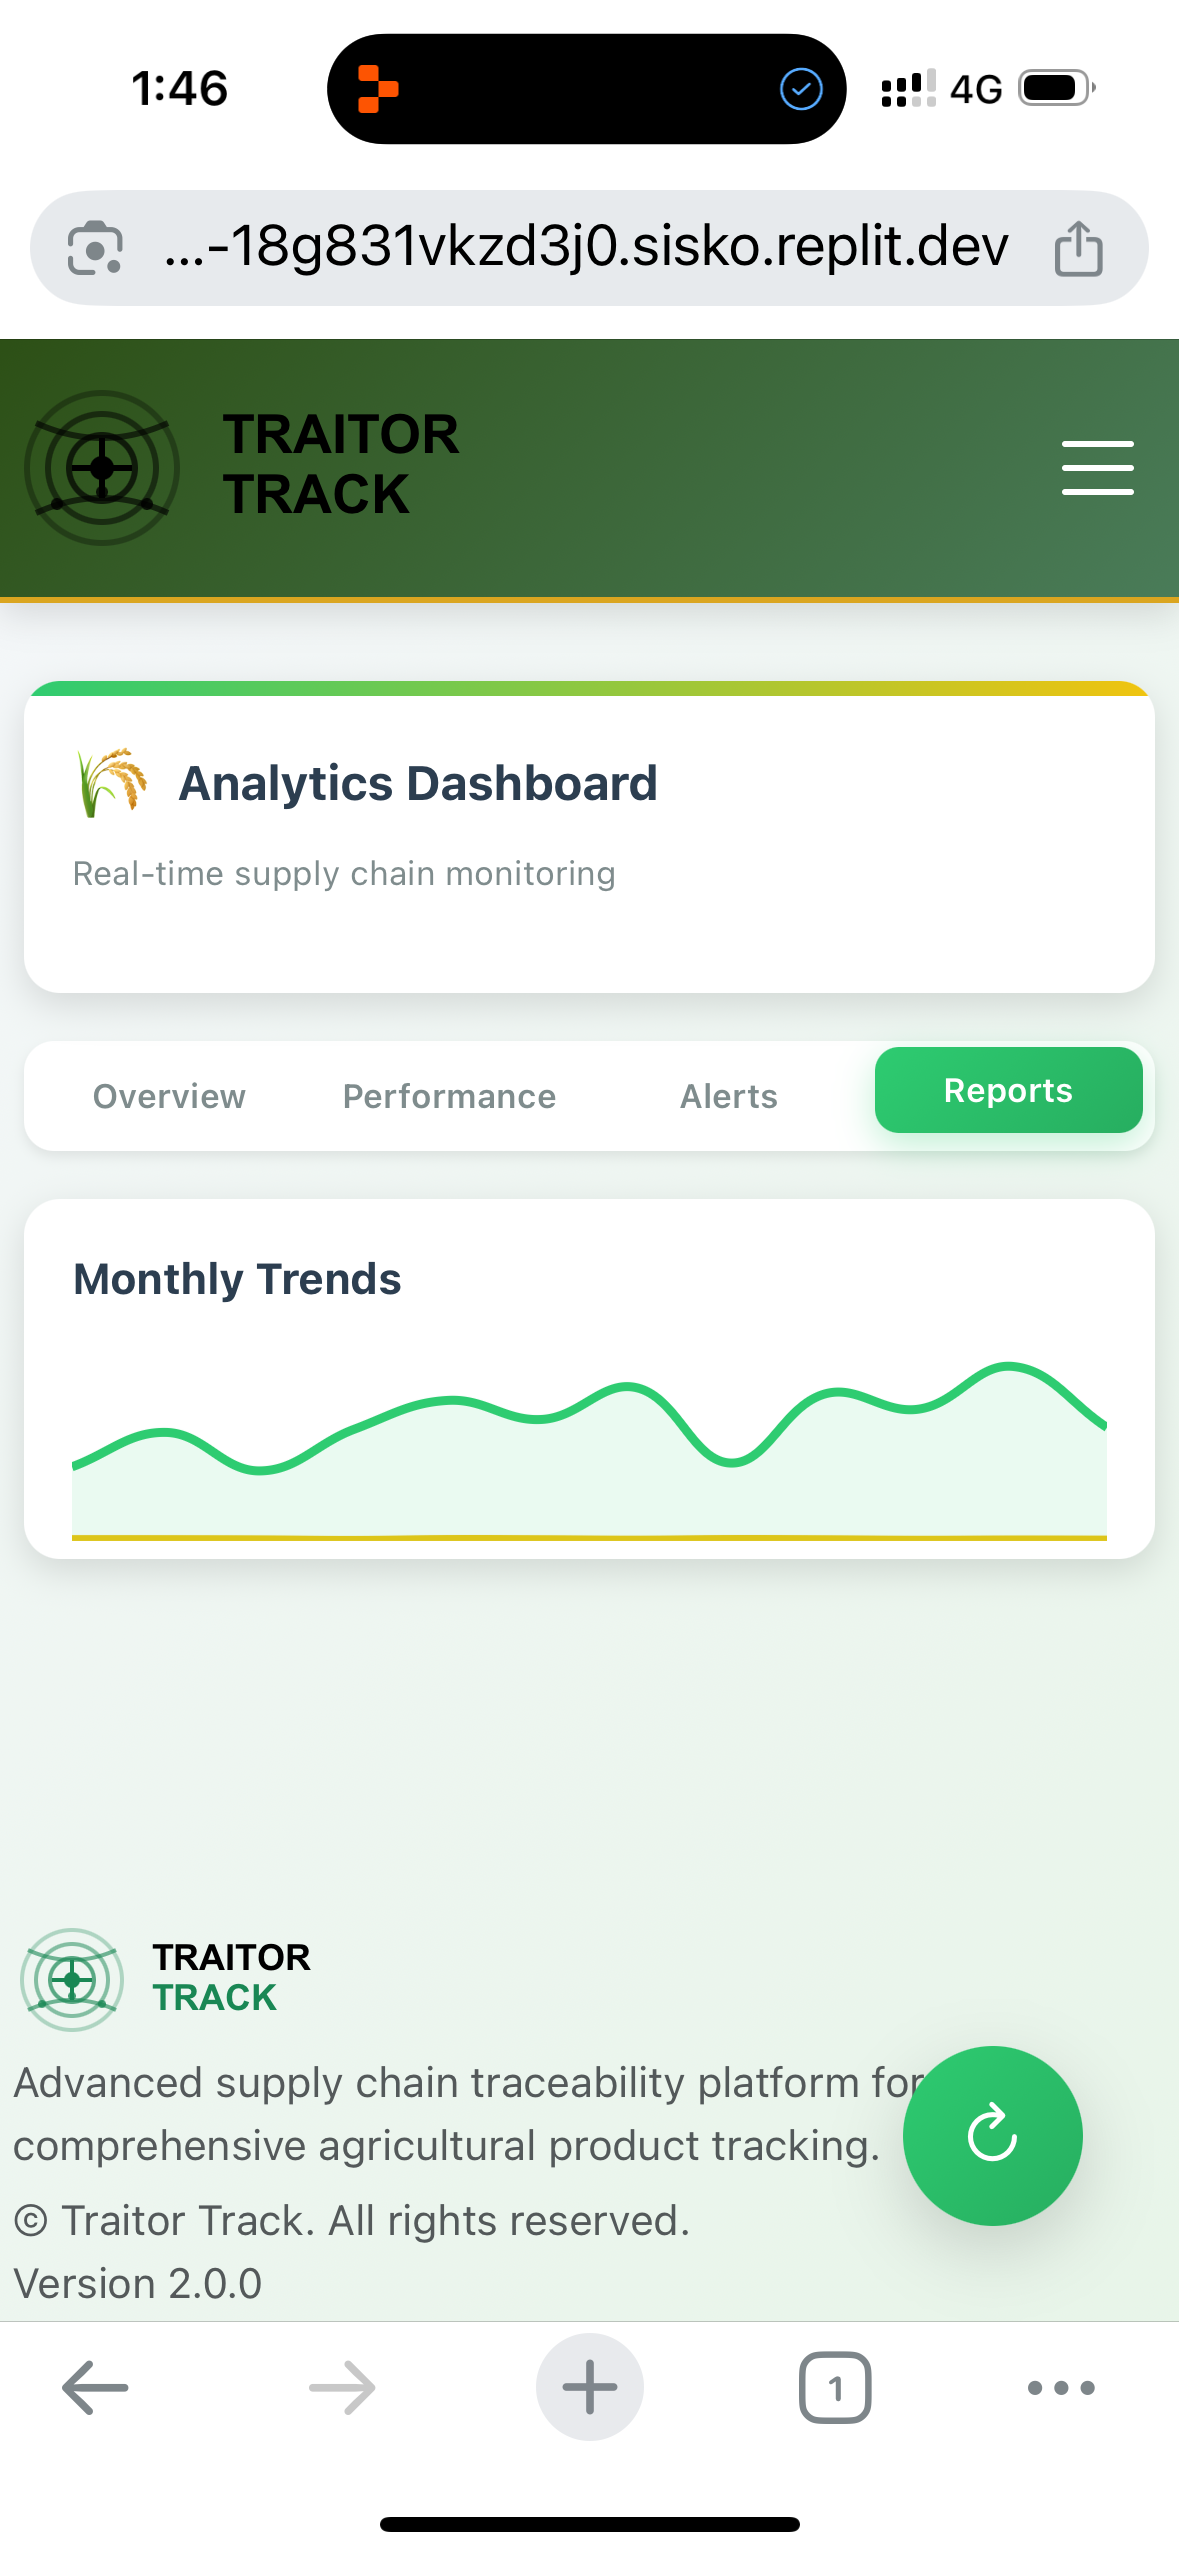 1:46
4G
...-18g831vkzd3j0.sisko.replit.dev
TRAITOR
TRACK
Analytics Dashboard
Real-time supply chain monitoring
Overview Performance Alerts Reports
Monthly Trends
TRAITOR
TRACK
Advanced supply chain traceability platform for
comprehensive agricultural product tracking.
© Traitor Track. All rights reserved.
Version 2.0.0
1